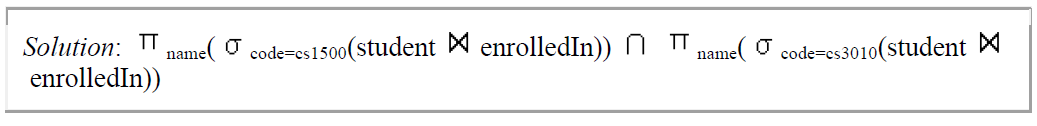 Solution: π name( σ code=cs1500(student ⋈ enrolledIn)) ∩ π name( σ code=cs3010(student ⋈
enrolledIn))